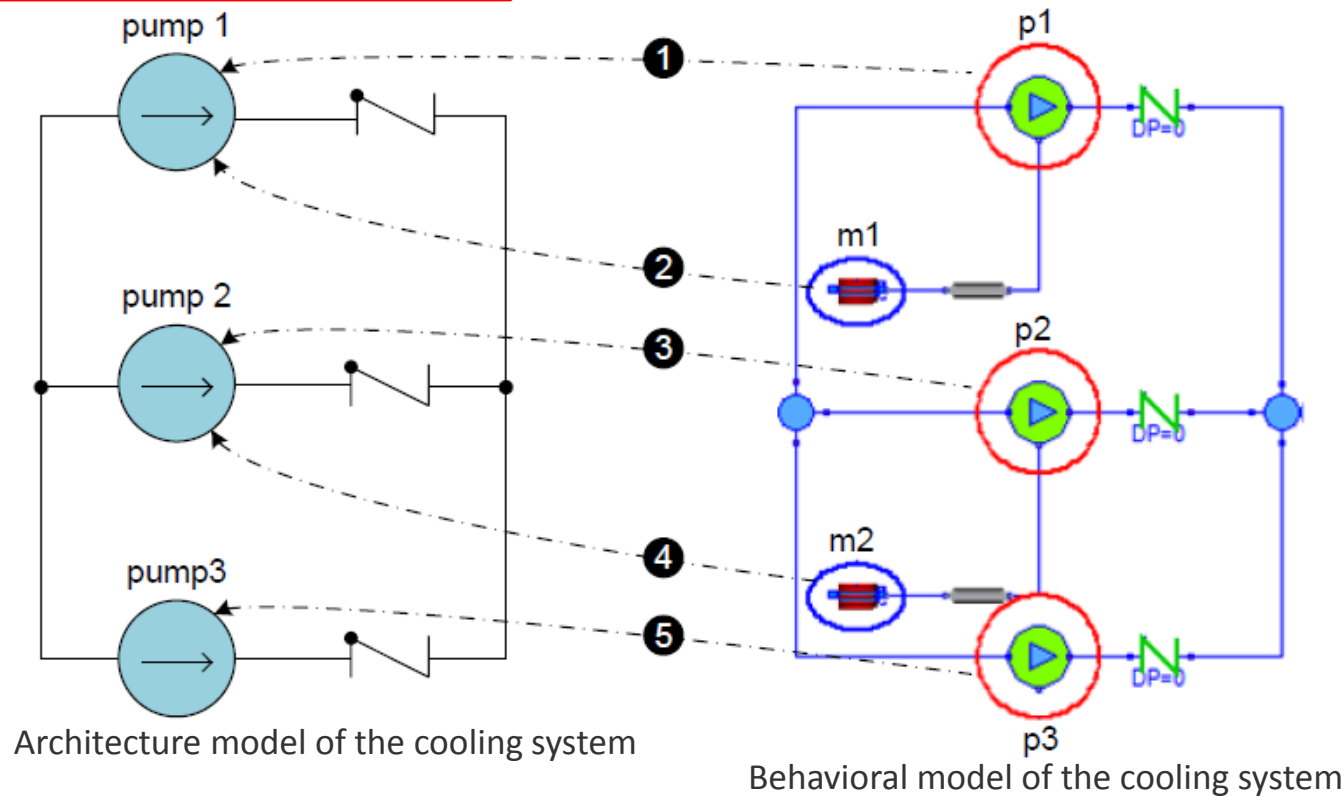 pump 1
p1
1
DP=0
m1
2
pump 2
p2
3
DP=0
m2
4
pump3
5
DP=0
p3
Architecture model of the cooling system
Behavioral model of the cooling system